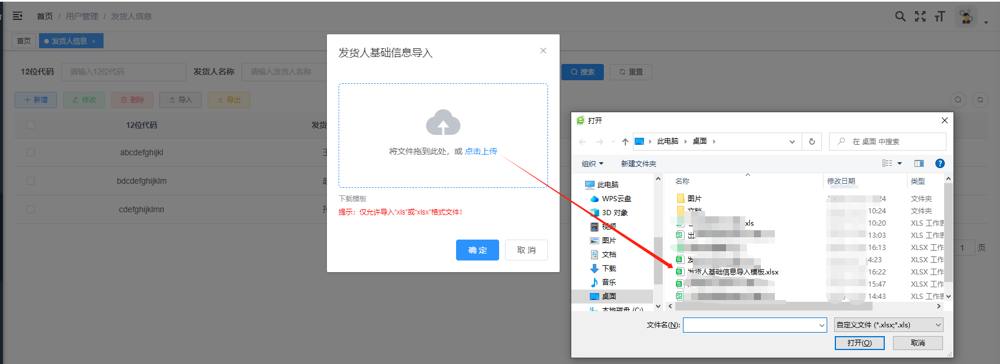 首页 / 用户管理 / 发货人信息
首页
发货人信息 ×
12位代码 请输入12位代码 发货人名称 请输入发货人名称
搜索 重置
新增 修改 删除 导入 导出
12位代码 发货
abcdefghijkl
bdcdefghijklm
cdefghijklmn
1 页
发货人基础信息导入
将文件拖到此处，或 点击上传
下载模板
提示：仅允许导入“xls”或“xlsx”格式文件！
确 定 取 消
打开
此电脑 › 桌面 ›
在 桌面 中搜索
组织 新建文件夹
此电脑
WPS云盘
3D 对象
视频
图片
文档
下载
音乐
桌面
本地磁盘 (C:)
名称 修改日期 类型
图片 24 文件夹
文档 10:24 文件夹
.xls 10:20 XLS 工作表
出 13:03 XLS 工作表
16:13 XLSX 工作
发 4:23 XLSX 工作
发货人基础信息导入模板.xlsx 16:22 XLSX 工作
15:47 XLSX 工作
14:43 XLS 工作表
文件名(N):
自定义文件 (*.xlsx;*.xls)
打开(O) 取消